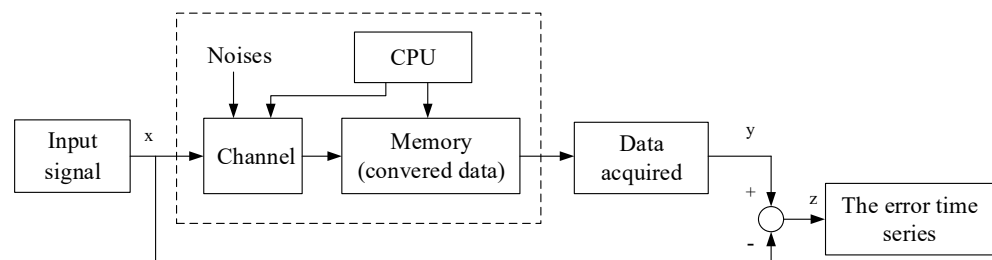 Noises
CPU
x
Input
signal
Channel
Memory
(convered data)
Data
acquired
y
+
-
z
The error time
series